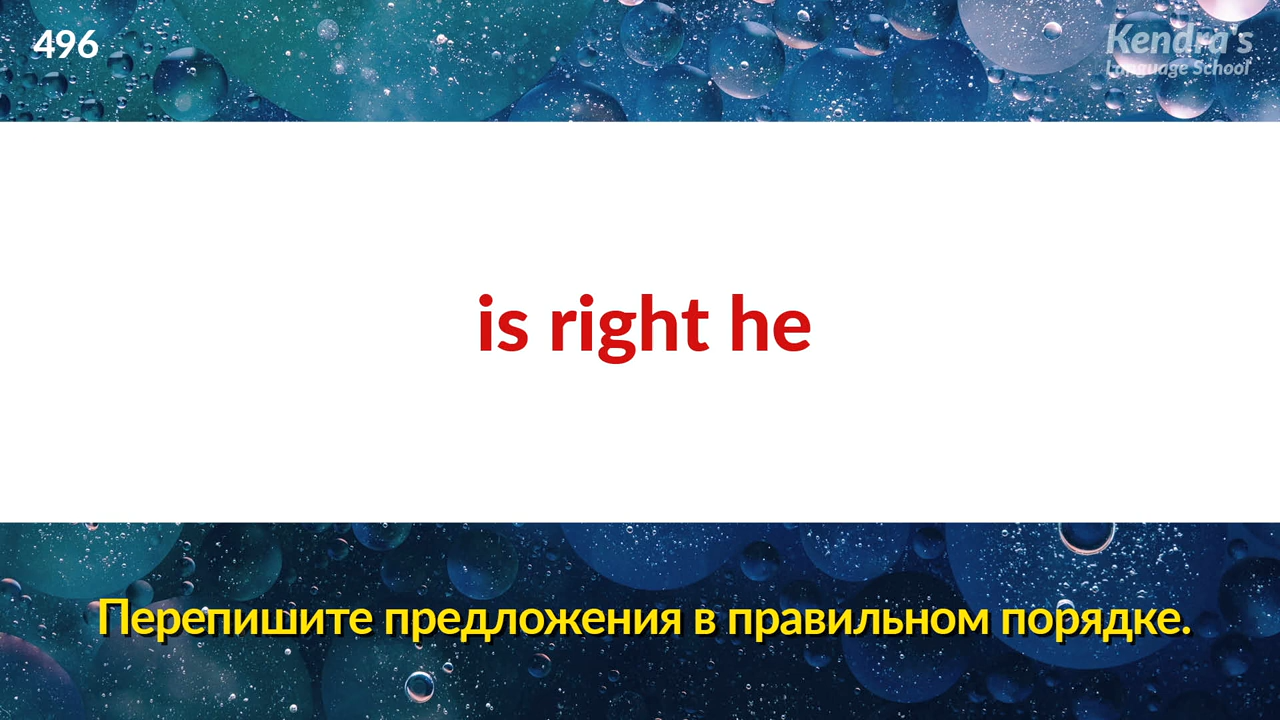 496
Kendra's
Language School
is right he
Перепишите предложения в правильном порядке.